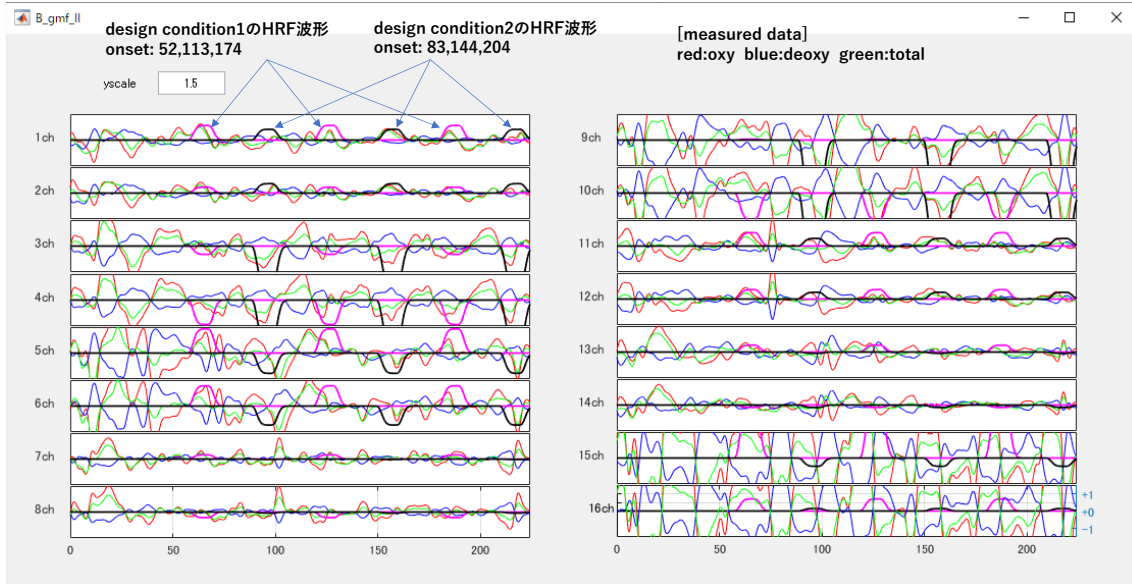 B_gmf_II
design condition1のHRF波形
onset: 52,113,174
design condition2のHRF波形
onset: 83,144,204
[measured data]
red:oxy blue:deoxy green:total
yscale
1.5
1ch
2ch
3ch
4ch
5ch
6ch
7ch
8ch
0 50 100 150 200
9ch
10ch
11ch
12ch
13ch
14ch
15ch
16ch
+1
+0
-1
0 50 100 150 200